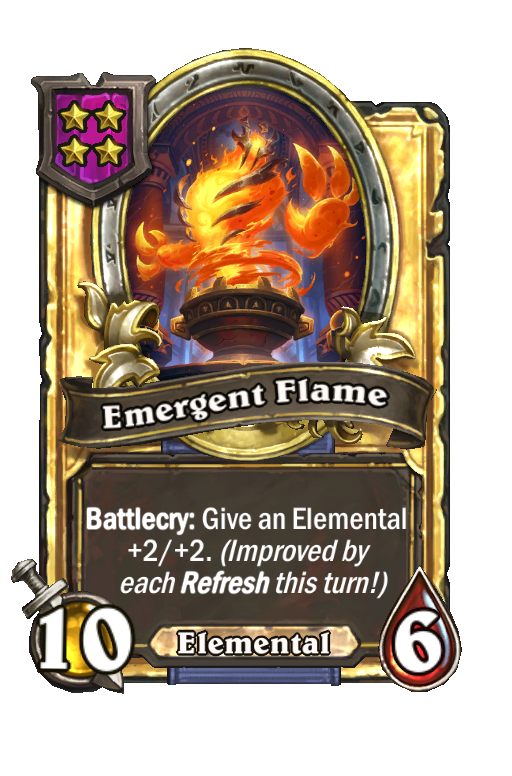 Emergent Flame
Battlecry: Give an Elemental
+2/+2. (Improved by
each Refresh this turn!)
10
Elemental
6